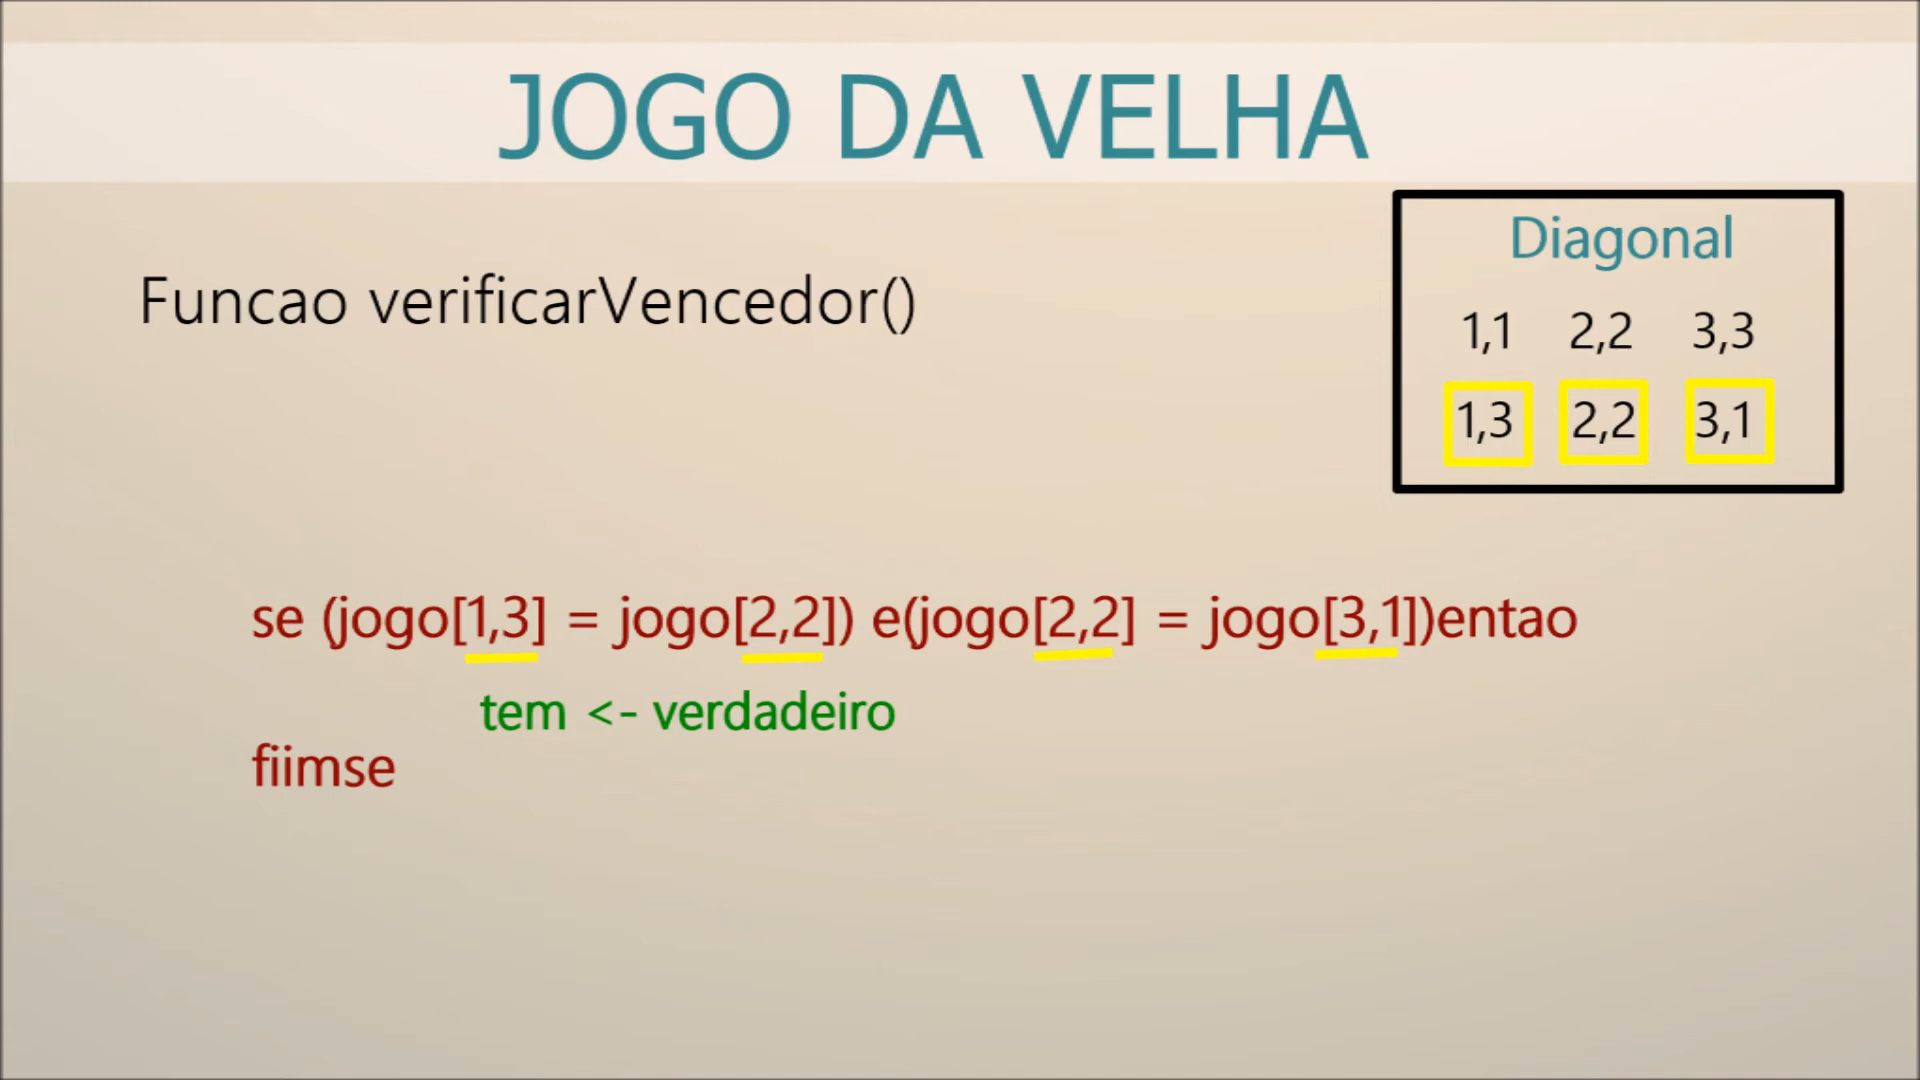 JOGO DA VELHA
Funcao verificarVencedor()
Diagonal
1,1 2,2 3,3
1,3 2,2 3,1
se (jogo[1,3] = jogo[2,2]) e(jogo[2,2] = jogo[3,1])entao
tem <- verdadeiro
fiimse